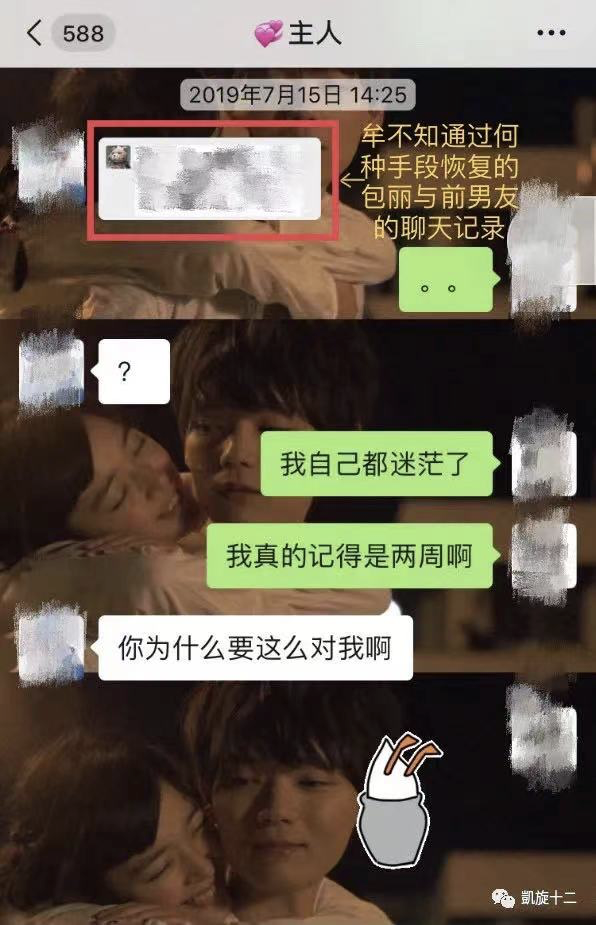 588
💞主人
2019年7月15日 14:25
牟不知通过何
种手段恢复的
包丽与前男友
的聊天记录
。。
?
我自己都迷茫了
我真的记得是两周啊
你为什么要这么对我啊
凱旋十二